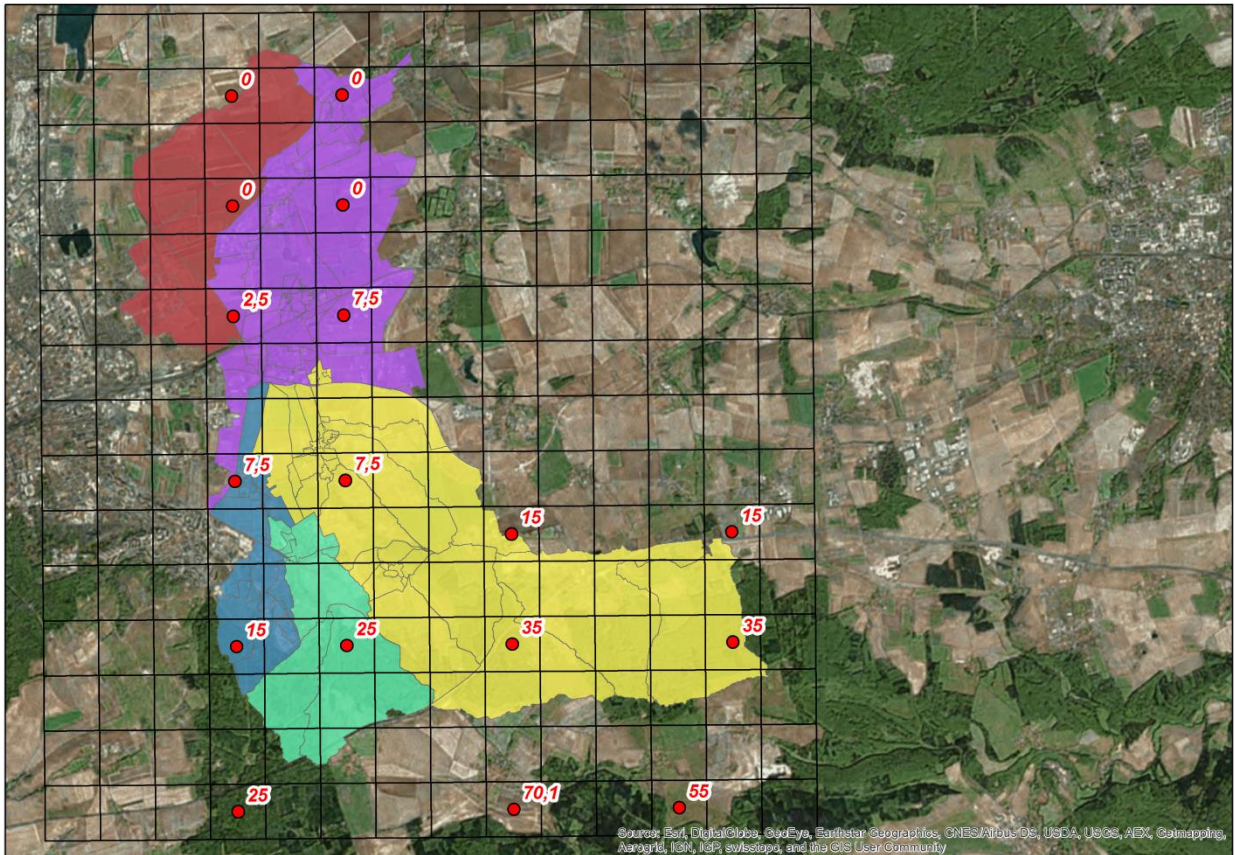 0 0
0 0
2,5 7,5
7,5 7,5
15 15
15 25 35 35
25 70,1 55
Source: Esri, DigitalGlobe, GeoEye, Earthstar Geographics, CNES/Airbus DS, USDA, USGS, AEX, Getmapping,
Aerogrid, IGN, IGP, swisstopo, and the GIS User Community